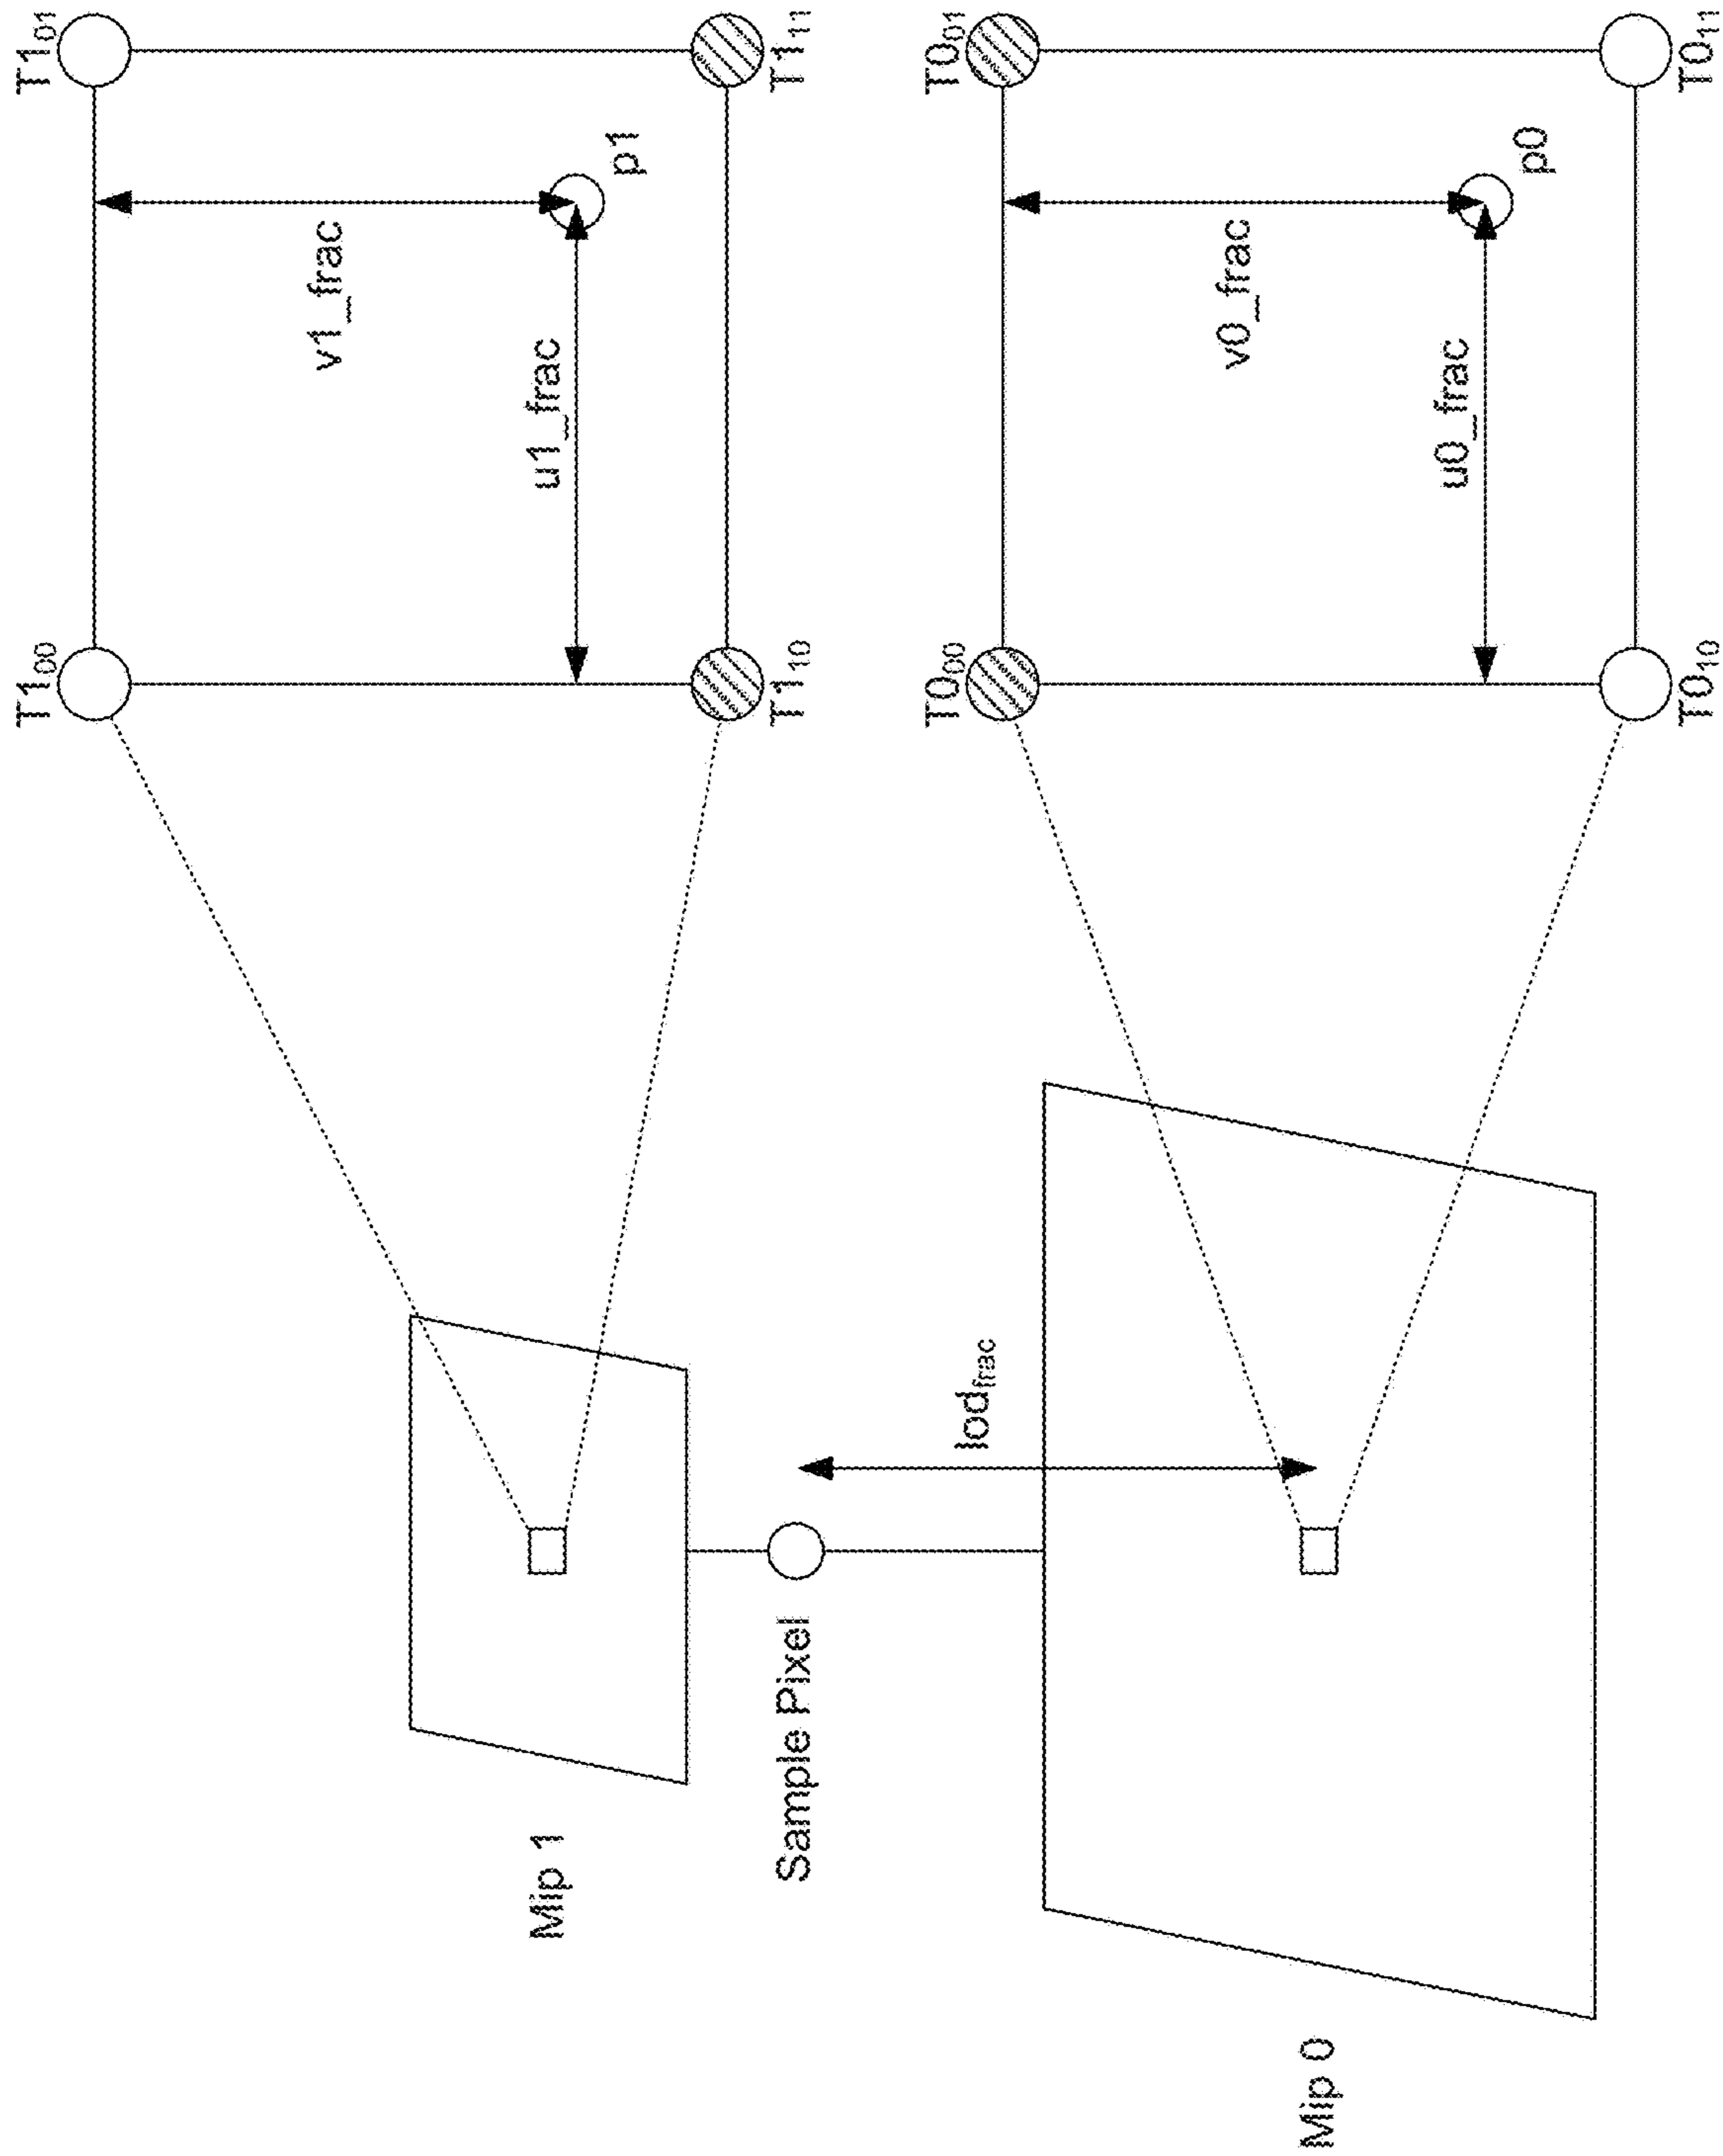 T1₀₀
T1₀₁
v1_frac
Mip 1
u1_frac
p1
T1₁₀
T1₁₁
Sample Pixel
T0₀₀
T0₀₁
lodfrac
v0_frac
Mip 0
u0_frac
p0
T0₁₀
T0₁₁